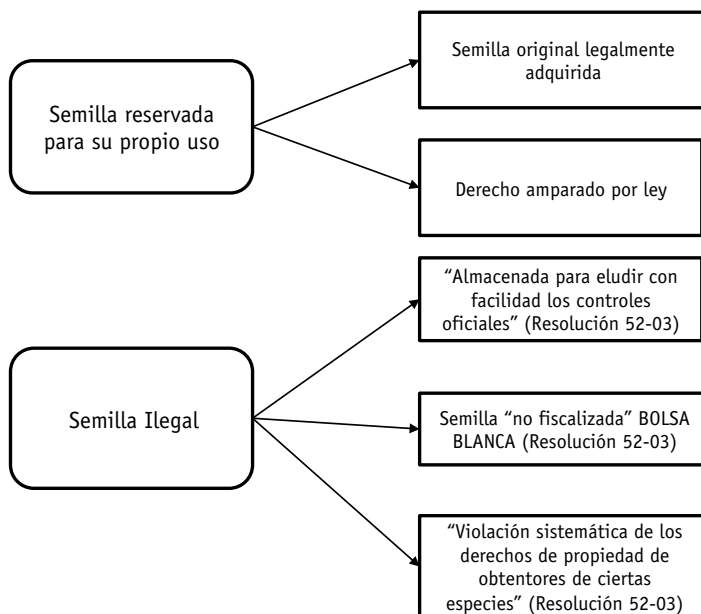 Semilla reservada
para su propio uso
Semilla original legalmente
adquirida
Derecho amparado por ley
Semilla Ilegal
“Almacenada para eludir con
facilidad los controles
oficiales” (Resolución 52-03)
Semilla “no fiscalizada” BOLSA
BLANCA (Resolución 52-03)
“Violación sistemática de los
derechos de propiedad de
obtentores de ciertas
especies” (Resolución 52-03)